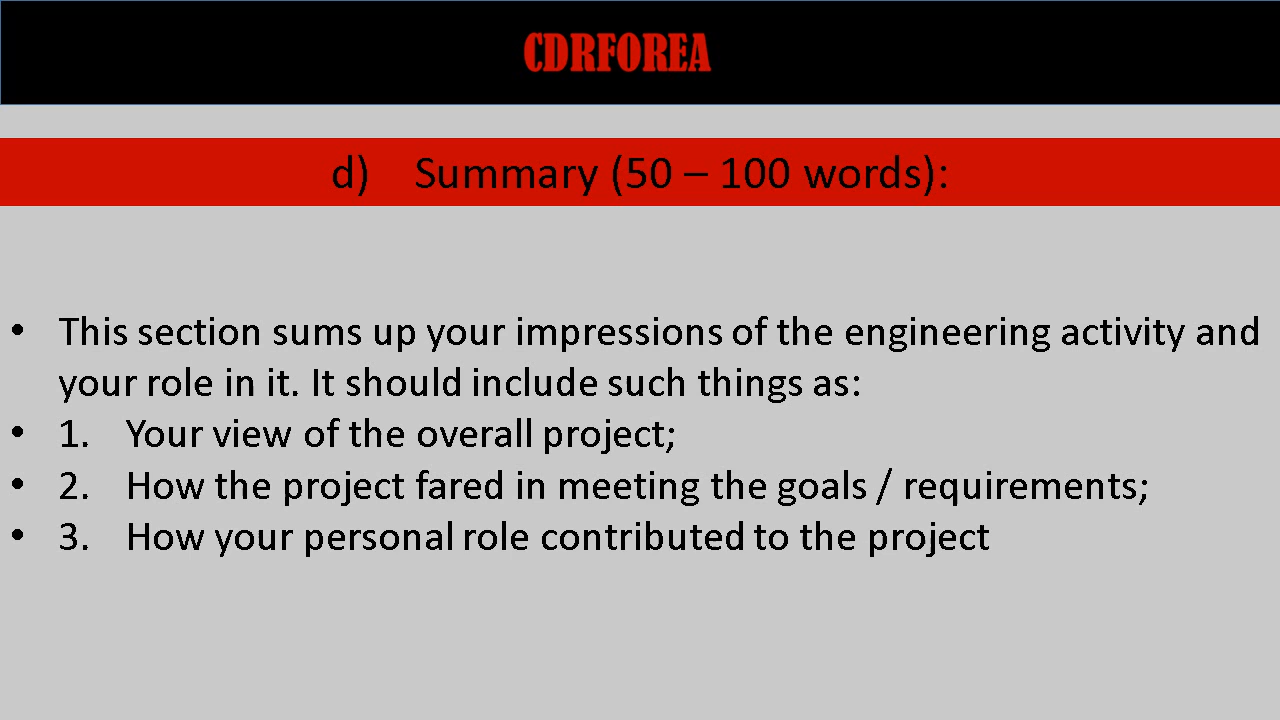 CDRFOREA
d) Summary (50 – 100 words):
• This section sums up your impressions of the engineering activity and
your role in it. It should include such things as:
• 1. Your view of the overall project;
• 2. How the project fared in meeting the goals / requirements;
• 3. How your personal role contributed to the project